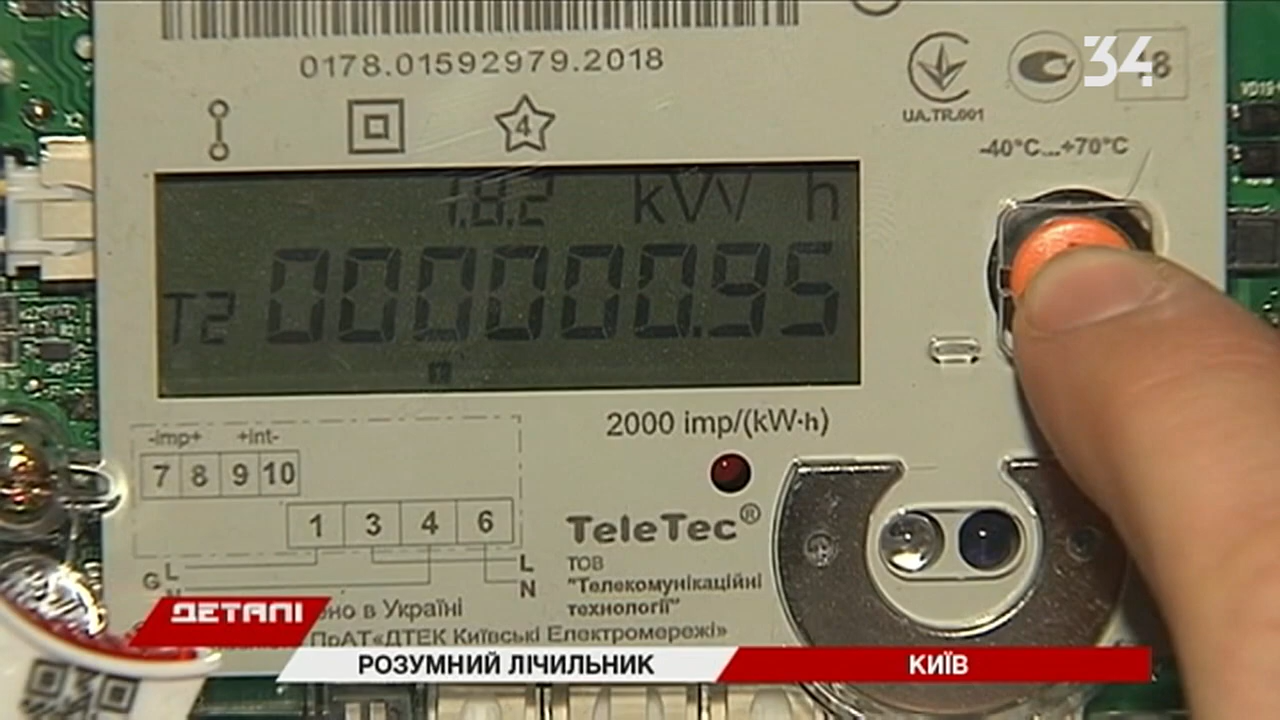 0178.01592979.2018
34
8
4
UA.TR.001
-40°C...+70°C
1.8.2 kW h
T2 000000.95
2000 imp/(kW·h)
-imp+ +int-
7 8 9 10
1 3 4 6
TeleTec®
L L
G
N
ТОВ
"Телекомунікаційні
технології"
ДЕТАЛІ
в Україні
ПрАТ«ДТЕК Київські Електромережі»
РОЗУМНИЙ ЛІЧИЛЬНИК
КИЇВ